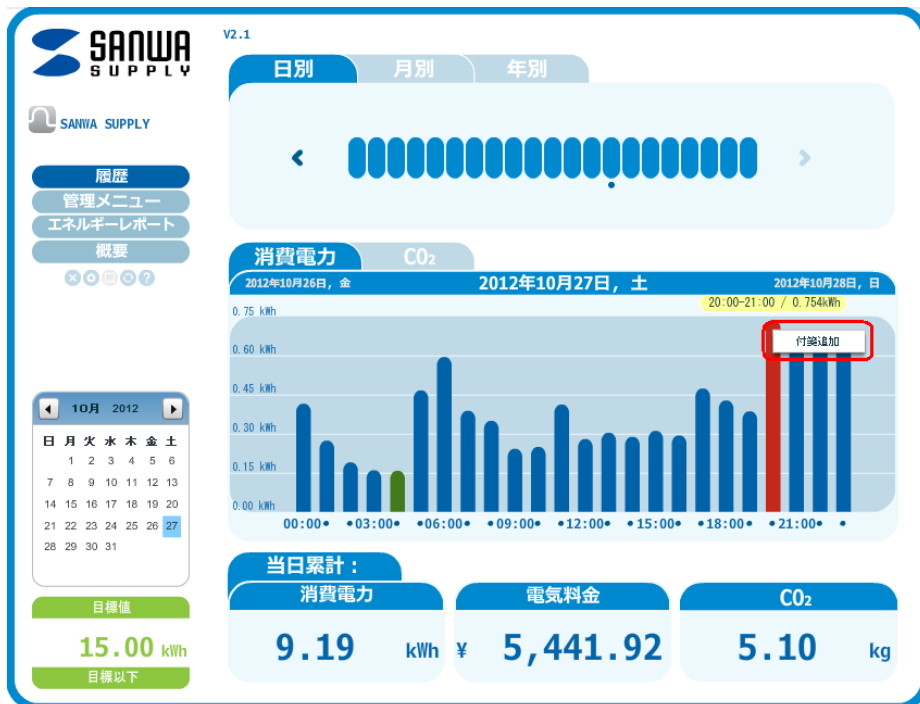 SANWA
SUPPLY
V2.1
SANWA SUPPLY
履歴
管理メニュー
エネルギーレポート
概要
?
日別 月別 年別
消費電力 CO₂
2012年10月26日, 金 2012年10月27日, 土 2012年10月28日, 日
20:00-21:00 / 0.754kWh
付箋追加
0.75 kWh
0.60 kWh
0.45 kWh
0.30 kWh
0.15 kWh
0.00 kWh
00:00 03:00 06:00 09:00 12:00 15:00 18:00 21:00
10月 2012
日 月 火 水 木 金 土
1 2 3 4 5 6
7 8 9 10 11 12 13
14 15 16 17 18 19 20
21 22 23 24 25 26 27
28 29 30 31
目標値
15.00 kWh
目標以下
当日累計：
消費電力 電気料金 CO₂
9.19 kWh ¥ 5,441.92 5.10 kg